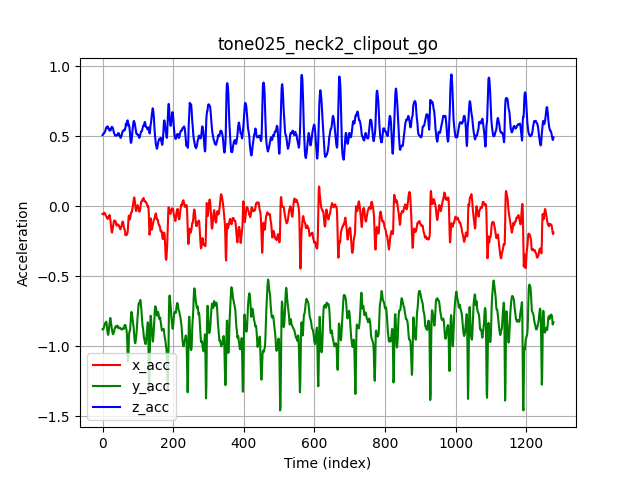 tone025_neck2_clipout_go
Acceleration
1.0
0.5
0.0
−0.5
−1.0
−1.5
x_acc
y_acc
z_acc
0 200 400 600 800 1000 1200
Time (index)